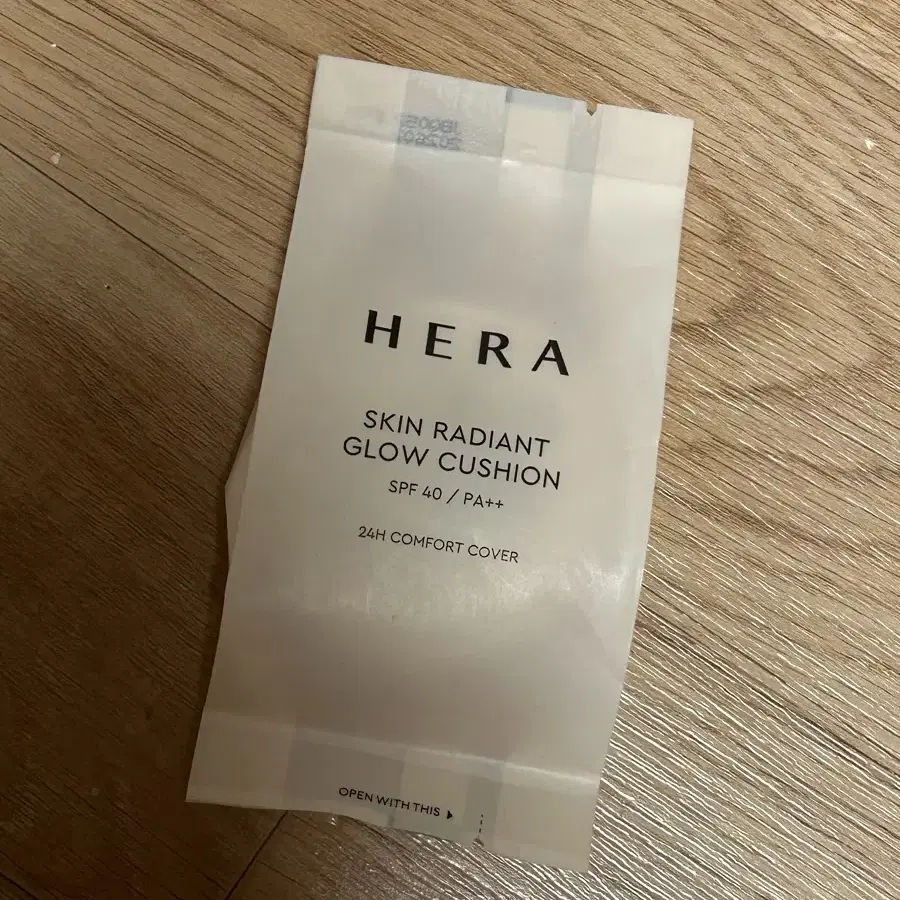 HERA
SKIN RADIANT
GLOW CUSHION
SPF 40 / PA++
24H COMFORT COVER
OPEN WITH THIS ▸